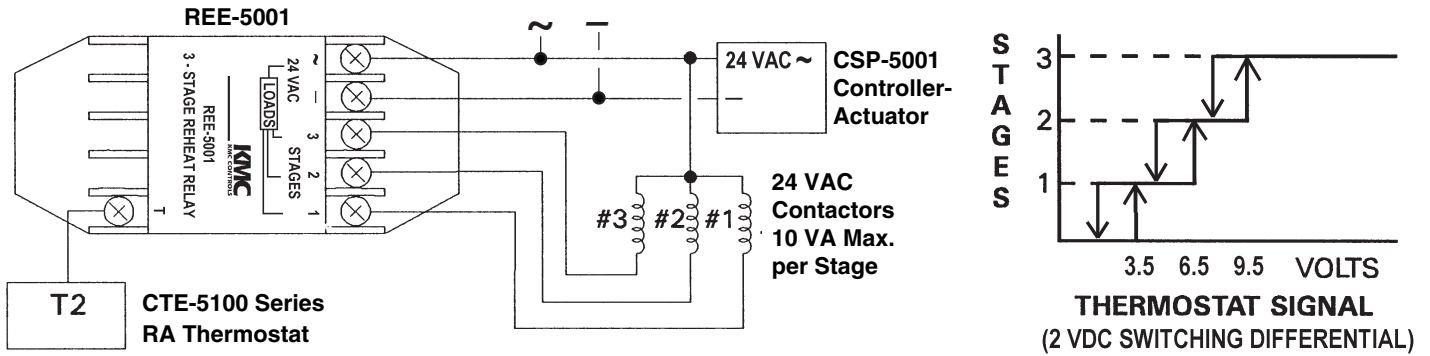 REE-5001
~ –
~
–
3
2
1
24 VAC
LOADS
STAGES
KMC
KMC CONTROLS
REE-5001
3 - STAGE REHEAT RELAY
T
T2
CTE-5100 Series
RA Thermostat
24 VAC ~
–
CSP-5001
Controller-
Actuator
#3 #2 #1
24 VAC
Contactors
10 VA Max.
per Stage
STAGES
3
2
1
3.5 6.5 9.5 VOLTS
THERMOSTAT SIGNAL
(2 VDC SWITCHING DIFFERENTIAL)